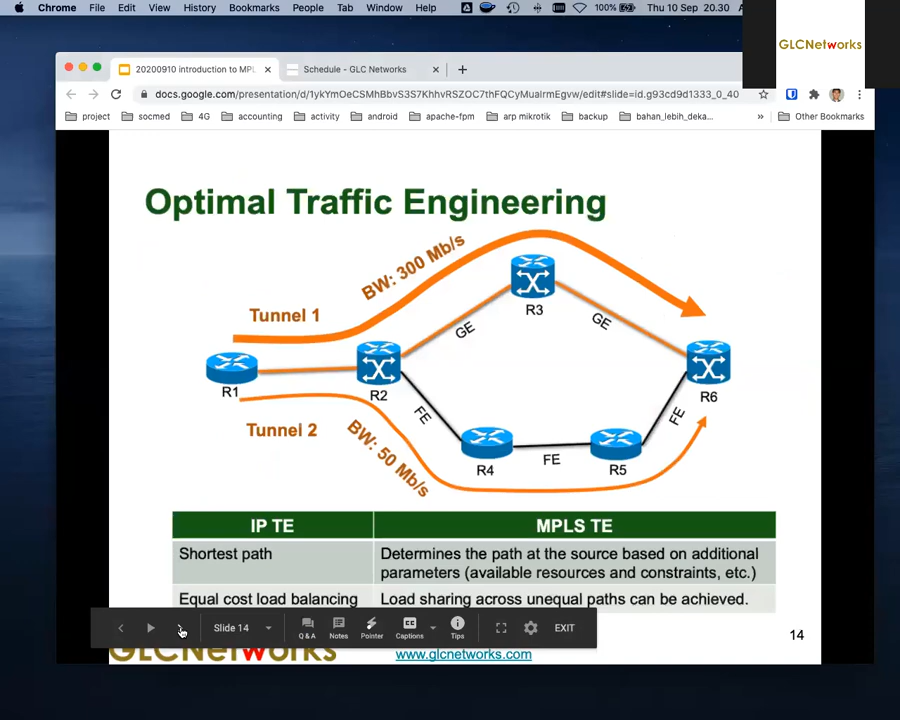 Chrome File Edit View History Bookmarks People Tab Window Help 100% Thu 10 Sep 20.30
GLCNetworks
20200910 introduction to MPL
Schedule - GLC Networks
docs.google.com/presentation/d/1ykYmOeCSMhBbvS3S7KhhvRSZOC7thFQCyMualrmEgvw/edit#slide=id.g93cd9d1333_0_40
project socmed 4G accounting activity android apache-fpm arp mikrotik backup bahan_lebih_deka... » Other Bookmarks
Optimal Traffic Engineering
BW: 300 Mb/s
Tunnel 1
R3
GE
GE
R1
R2
R6
FE
FE
Tunnel 2
BW: 50 Mb/s
R4
FE
R5
IP TE MPLS TE
Shortest path
Determines the path at the source based on additional
parameters (available resources and constraints, etc.)
Equal cost load balancing
Load sharing across unequal paths can be achieved.
Slide 14 Q & A Notes Pointer Captions Tips EXIT
14
GLCNetworks
www.glcnetworks.com